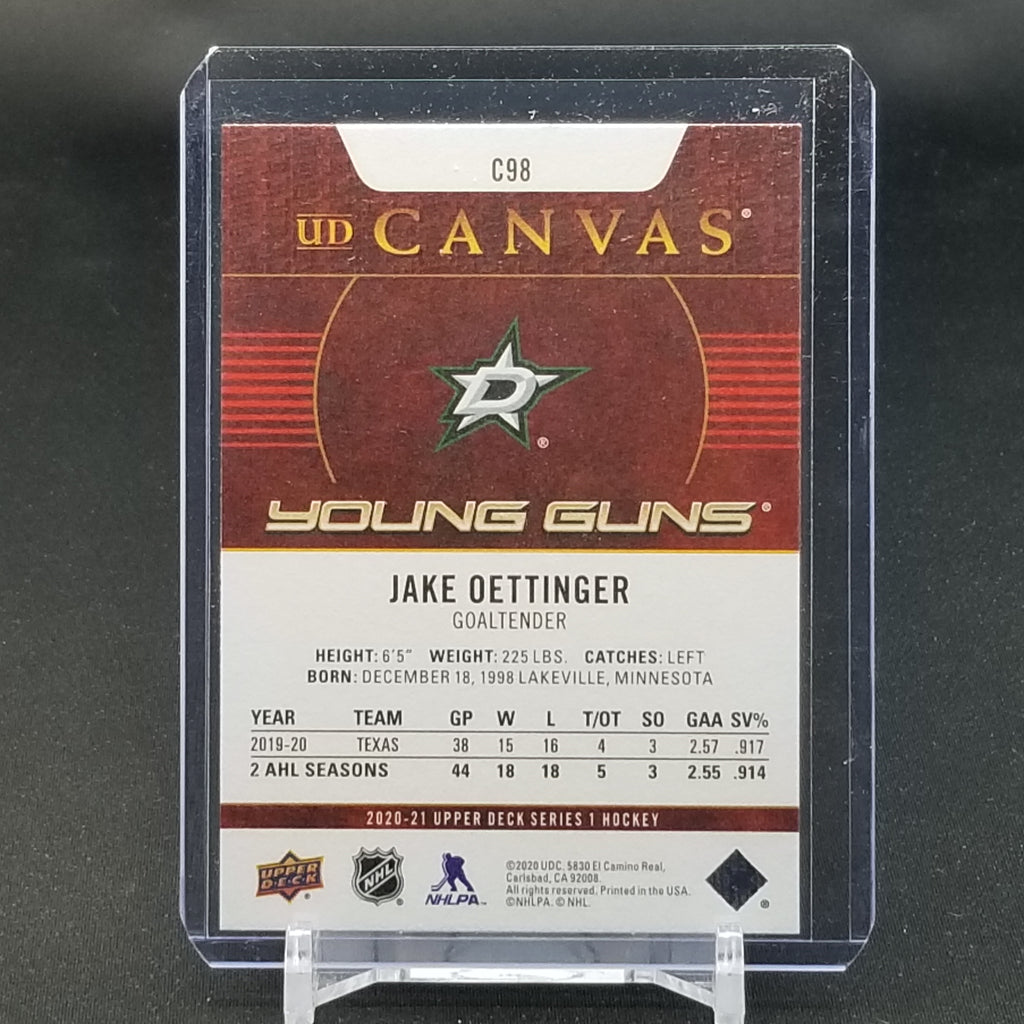 C98
UD CANVAS®
D
®
YOUNG GUNS®
JAKE OETTINGER
GOALTENDER
HEIGHT: 6'5" WEIGHT: 225 LBS. CATCHES: LEFT
BORN: DECEMBER 18, 1998 LAKEVILLE, MINNESOTA
YEAR TEAM GP W L T/OT SO GAA SV%
2019-20 TEXAS 38 15 16 4 3 2.57 .917
2 AHL SEASONS 44 18 18 5 3 2.55 .914
2020-21 UPPER DECK SERIES 1 HOCKEY
UPPER DECK ®
NHL ®
NHLPA™
©2020 UDC. 5830 El Camino Real,
Carlsbad, CA 92008.
All rights reserved. Printed in the USA.
©NHLPA. © NHL.
®